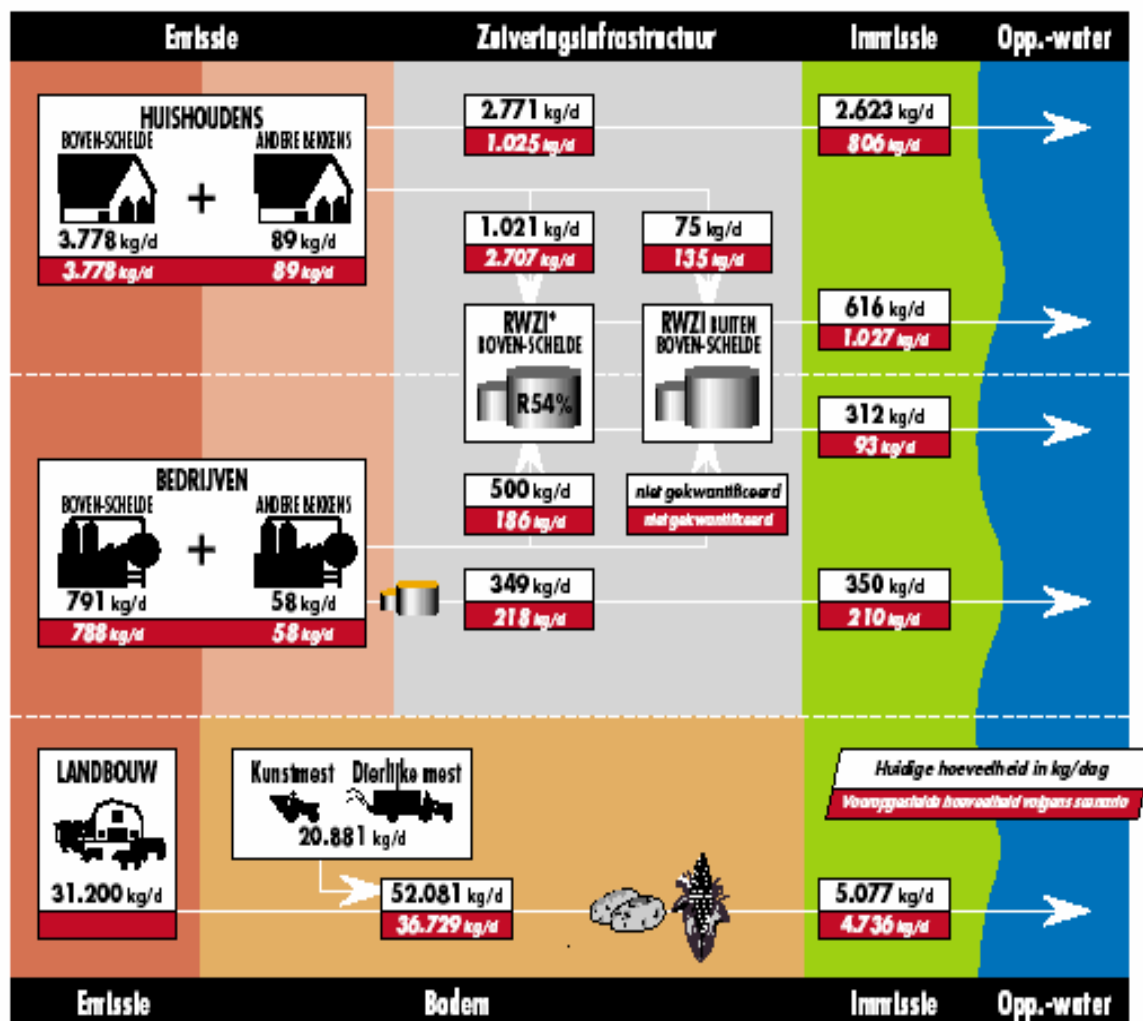 Emissie Zuiveringsinfrastructuur Immissie Opp.-water
HUISHOUDENS
BOVEN-SCHELDE ANDERE BEKKENS
+
3.778 kg/d 89 kg/d
3.778 kg/d 89 kg/d
2.771 kg/d
1.025 kg/d
2.623 kg/d
806 kg/d
1.021 kg/d
2.707 kg/d
75 kg/d
135 kg/d
RWZI*
BOVEN-SCHELDE
R54%
RWZI BUITEN
BOVEN-SCHELDE
616 kg/d
1.027 kg/d
312 kg/d
93 kg/d
BEDRIJVEN
BOVEN-SCHELDE ANDERE BEKKENS
+
791 kg/d 58 kg/d
788 kg/d 58 kg/d
500 kg/d
186 kg/d
niet gekwantificeerd
niet gekwantificeerd
349 kg/d
218 kg/d
350 kg/d
210 kg/d
LANDBOUW
31.200 kg/d
Kunstmest Dierlijke mest
20.881 kg/d
52.081 kg/d
36.729 kg/d
Huidige hoeveelheid in kg/dag
Vooropgestelde hoeveelheid volgens scenario
5.077 kg/d
4.736 kg/d
Emissie Bodem Immissie Opp.-water